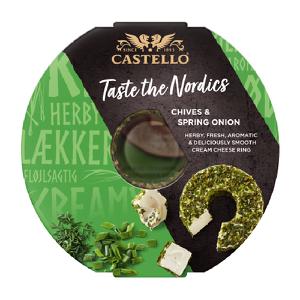 SINCE 1893
CASTELLO
Taste the Nordics
CHIVES &
SPRING ONION
HERBY, FRESH, AROMATIC
& DELICIOUSLY SMOOTH
CREAM CHEESE RING
HERBY
LÆKKER
FLØJLSAGTIG
KREAM